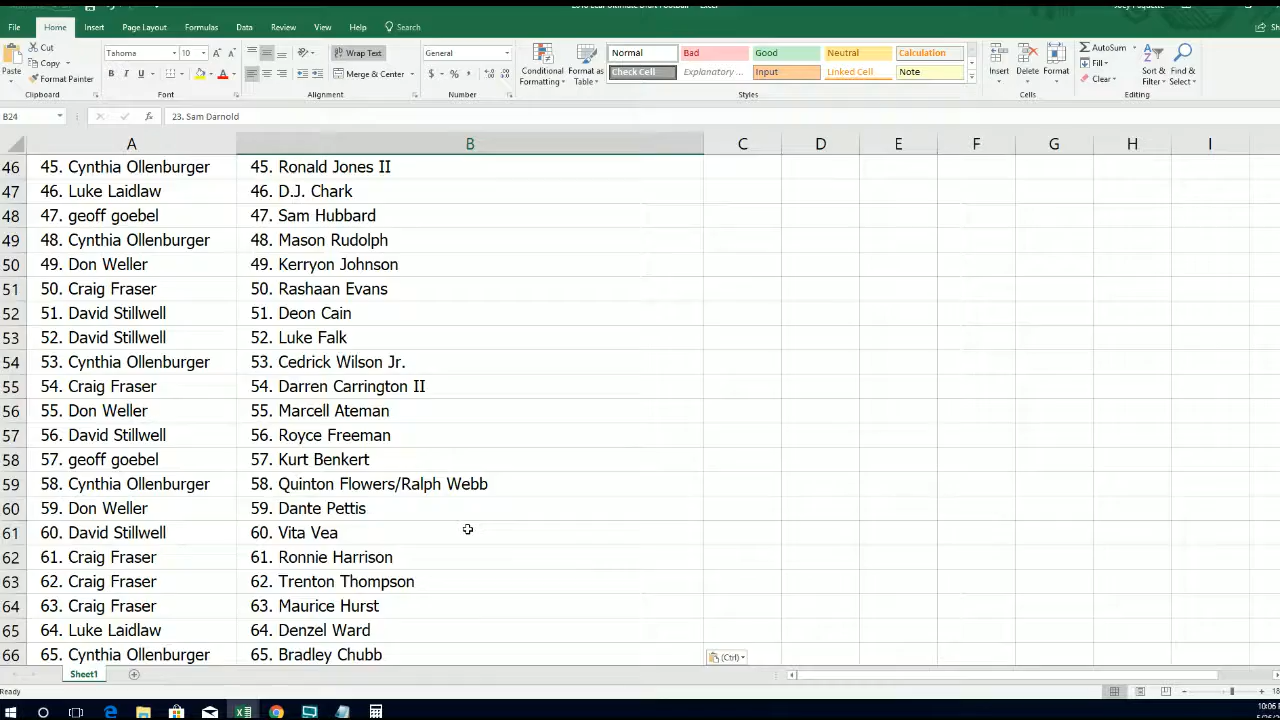 File Home Insert Page Layout Formulas Data Review View Help Search
Cut Tahoma 10 Wrap Text General Normal Bad Good Neutral Calculation AutoSum
Copy Fill
Paste Format Painter B I U Merge & Center $ % , Conditional Formatting Format as Table Check Cell Explanatory ... Input Linked Cell Note Insert Delete Format Clear Sort & Filter Find & Select
Clipboard Font Alignment Number Styles Cells Editing
B24 fx 23. Sam Darnold
A B C D E F G H I
46 45. Cynthia Ollenburger 45. Ronald Jones II
47 46. Luke Laidlaw 46. D.J. Chark
48 47. geoff goebel 47. Sam Hubbard
49 48. Cynthia Ollenburger 48. Mason Rudolph
50 49. Don Weller 49. Kerryon Johnson
51 50. Craig Fraser 50. Rashaan Evans
52 51. David Stillwell 51. Deon Cain
53 52. David Stillwell 52. Luke Falk
54 53. Cynthia Ollenburger 53. Cedrick Wilson Jr.
55 54. Craig Fraser 54. Darren Carrington II
56 55. Don Weller 55. Marcell Ateman
57 56. David Stillwell 56. Royce Freeman
58 57. geoff goebel 57. Kurt Benkert
59 58. Cynthia Ollenburger 58. Quinton Flowers/Ralph Webb
60 59. Don Weller 59. Dante Pettis
61 60. David Stillwell 60. Vita Vea
62 61. Craig Fraser 61. Ronnie Harrison
63 62. Craig Fraser 62. Trenton Thompson
64 63. Craig Fraser 63. Maurice Hurst
65 64. Luke Laidlaw 64. Denzel Ward
66 65. Cynthia Ollenburger 65. Bradley Chubb
(Ctrl)
Sheet1
Ready
10:06